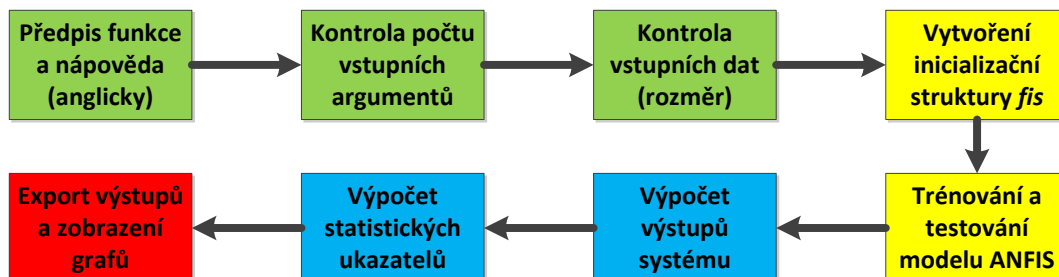 Předpis funkce
a nápověda
(anglicky)
Kontrola počtu
vstupních
argumentů
Kontrola
vstupních dat
(rozměr)
Vytvoření
inicializační
struktury fis
Trénování a
testování
modelu ANFIS
Výpočet
výstupů
systému
Výpočet
statistických
ukazatelů
Export výstupů
a zobrazení
grafů